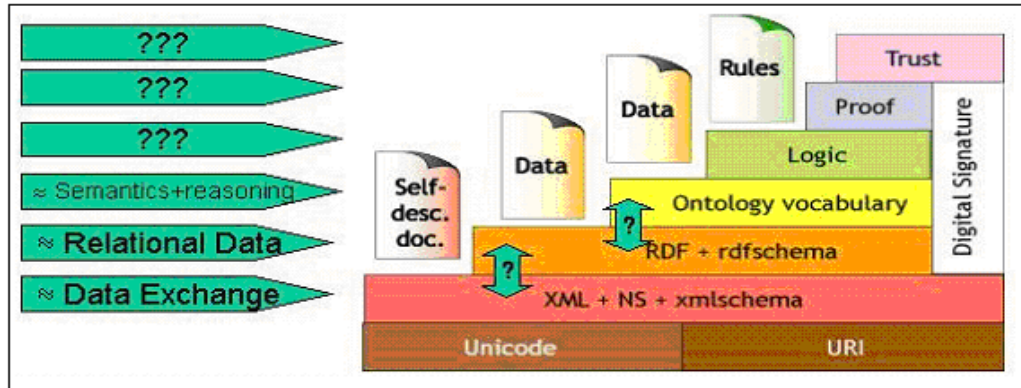 ???
???
???
≈ Semantics+reasoning
≈ Relational Data
≈ Data Exchange
Self-
desc.
doc.
Data
Data
Rules
Trust
Proof
Logic
Ontology vocabulary
?
RDF + rdfschema
?
XML + NS + xmlschema
Unicode
URI
Digital Signature